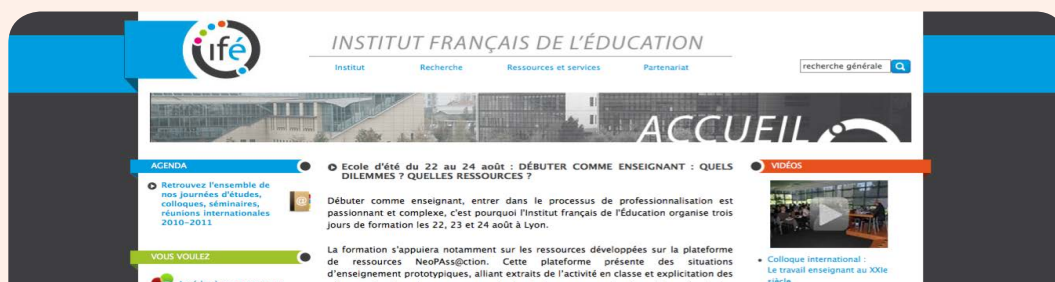 ifé
INSTITUT FRANÇAIS DE L'ÉDUCATION
Institut Recherche Ressources et services Partenariat
recherche générale
ACCUEIL
AGENDA
Retrouvez l'ensemble de
nos journées d'études,
colloques, séminaires,
réunions internationales
2010-2011
VOUS VOULEZ
Ecole d'été du 22 au 24 août : DÉBUTER COMME ENSEIGNANT : QUELS
DILEMMES ? QUELLES RESSOURCES ?
Débuter comme enseignant, entrer dans le processus de professionnalisation est
passionnant et complexe, c'est pourquoi l'Institut français de l'Éducation organise trois
jours de formation les 22, 23 et 24 août à Lyon.
La formation s'appuiera notamment sur les ressources développées sur la plateforme
de ressources NeoPAss@ction. Cette plateforme présente des situations
d'enseignement prototypiques, alliant extraits de l'activité en classe et explicitation des
VIDÉOS
Colloque international :
Le travail enseignant au XXIe
siècle